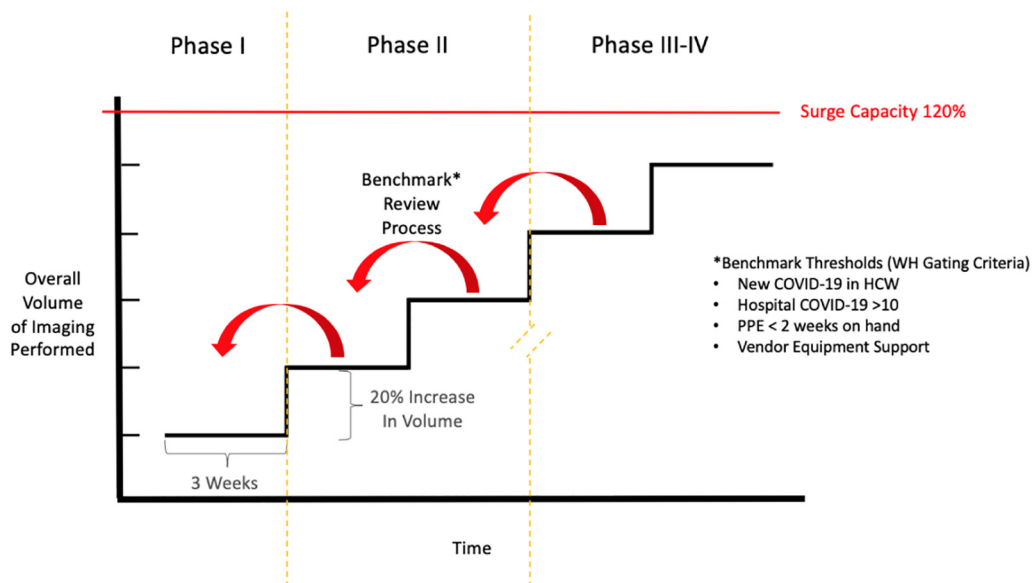 Phase I
Phase II
Phase III-IV
Surge Capacity 120%
Benchmark*
Review
Process
Overall
Volume
of Imaging
Performed
*Benchmark Thresholds (WH Gating Criteria)
• New COVID-19 in HCW
• Hospital COVID-19 >10
• PPE < 2 weeks on hand
• Vendor Equipment Support
20% Increase
In Volume
3 Weeks
Time